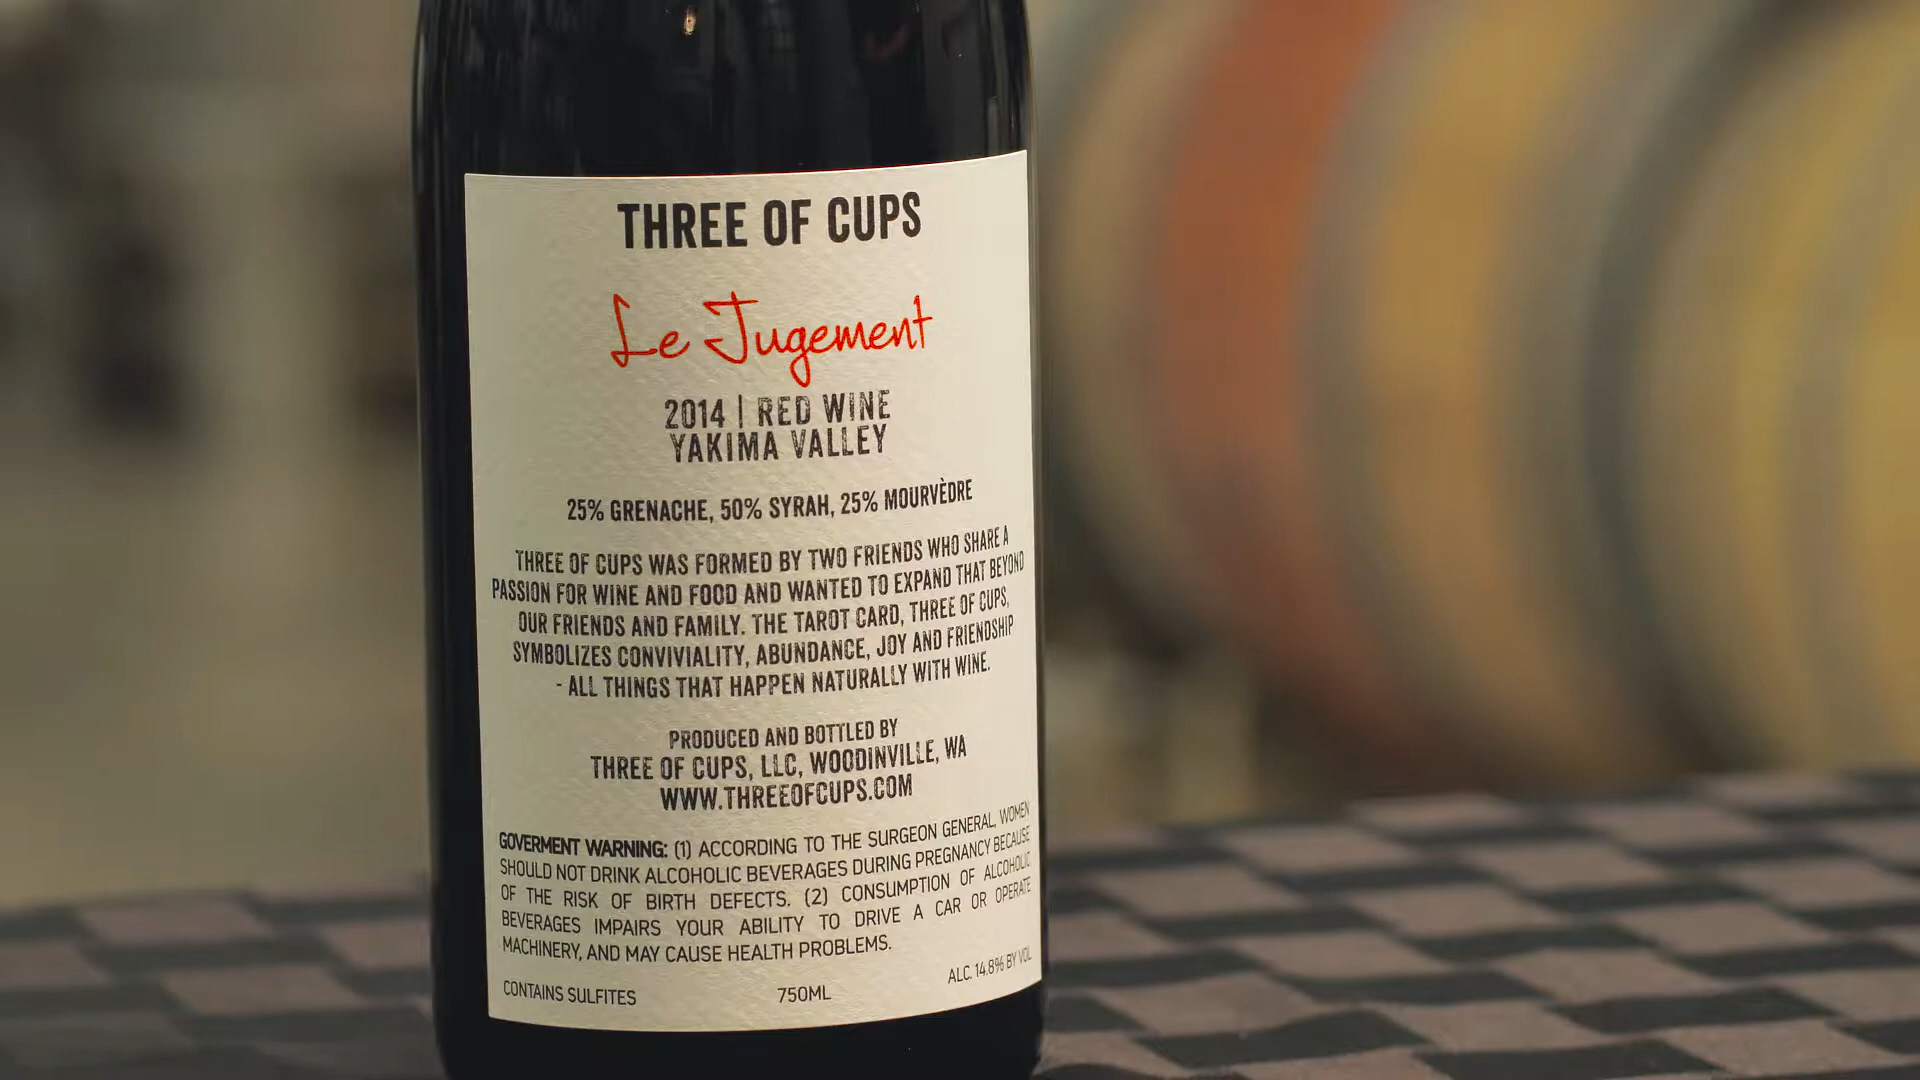 THREE OF CUPS
Le Jugement
2014 | RED WINE
YAKIMA VALLEY
25% GRENACHE, 50% SYRAH, 25% MOURVÈDRE
THREE OF CUPS WAS FORMED BY TWO FRIENDS WHO SHARE A
PASSION FOR WINE AND FOOD AND WANTED TO EXPAND THAT BEYOND
OUR FRIENDS AND FAMILY. THE TAROT CARD, THREE OF CUPS,
SYMBOLIZES CONVIVIALITY, ABUNDANCE, JOY AND FRIENDSHIP
- ALL THINGS THAT HAPPEN NATURALLY WITH WINE.
PRODUCED AND BOTTLED BY
THREE OF CUPS, LLC, WOODINVILLE, WA
WWW.THREEOFCUPS.COM
GOVERMENT WARNING: (1) ACCORDING TO THE SURGEON GENERAL, WOMEN
SHOULD NOT DRINK ALCOHOLIC BEVERAGES DURING PREGNANCY BECAUSE
OF THE RISK OF BIRTH DEFECTS. (2) CONSUMPTION OF ALCOHOLIC
BEVERAGES IMPAIRS YOUR ABILITY TO DRIVE A CAR OR OPERATE
MACHINERY, AND MAY CAUSE HEALTH PROBLEMS.
CONTAINS SULFITES 750ML ALC. 14.8% BY VOL